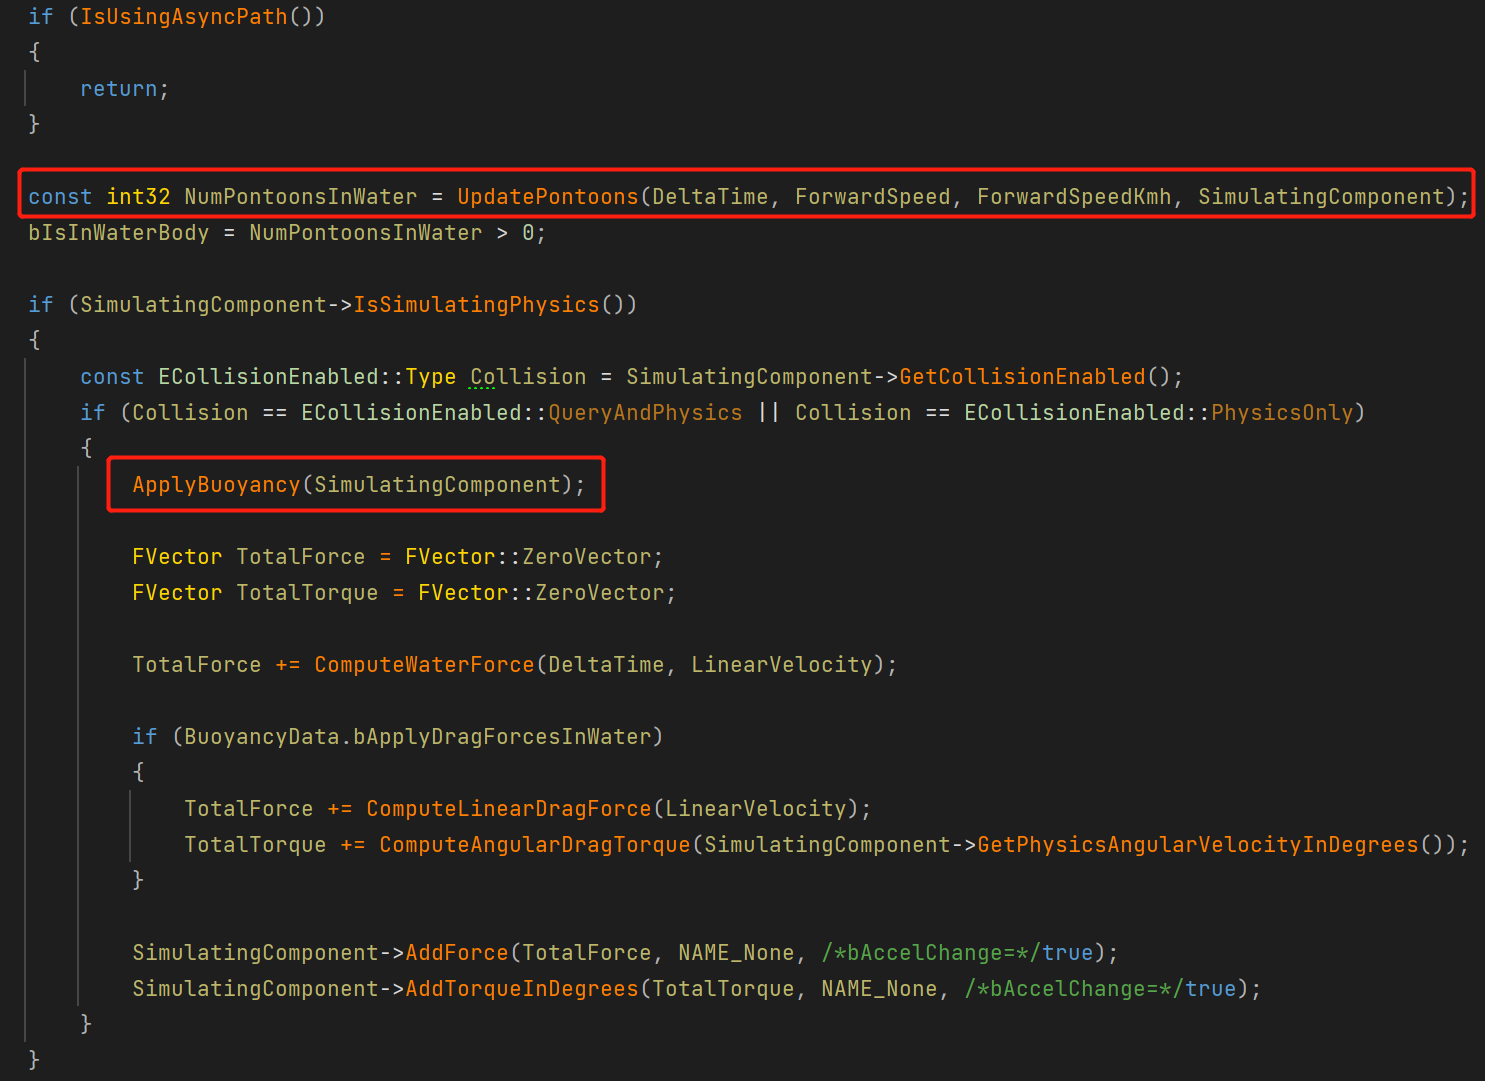 if (IsUsingAsyncPath())
{
    return;
}
const int32 NumPontoonsInWater = UpdatePontoons(DeltaTime, ForwardSpeed, ForwardSpeedKmh, SimulatingComponent);
bIsInWaterBody = NumPontoonsInWater > 0;
if (SimulatingComponent->IsSimulatingPhysics())
{
    const ECollisionEnabled::Type Collision = SimulatingComponent->GetCollisionEnabled();
    if (Collision == ECollisionEnabled::QueryAndPhysics || Collision == ECollisionEnabled::PhysicsOnly)
    {
        ApplyBuoyancy(SimulatingComponent);
        FVector TotalForce = FVector::ZeroVector;
        FVector TotalTorque = FVector::ZeroVector;
        TotalForce += ComputeWaterForce(DeltaTime, LinearVelocity);
        if (BuoyancyData.bApplyDragForcesInWater)
        {
            TotalForce += ComputeLinearDragForce(LinearVelocity);
            TotalTorque += ComputeAngularDragTorque(SimulatingComponent->GetPhysicsAngularVelocityInDegrees());
        }
        SimulatingComponent->AddForce(TotalForce, NAME_None, /*bAccelChange=*/true);
        SimulatingComponent->AddTorqueInDegrees(TotalTorque, NAME_None, /*bAccelChange=*/true);
    }
}